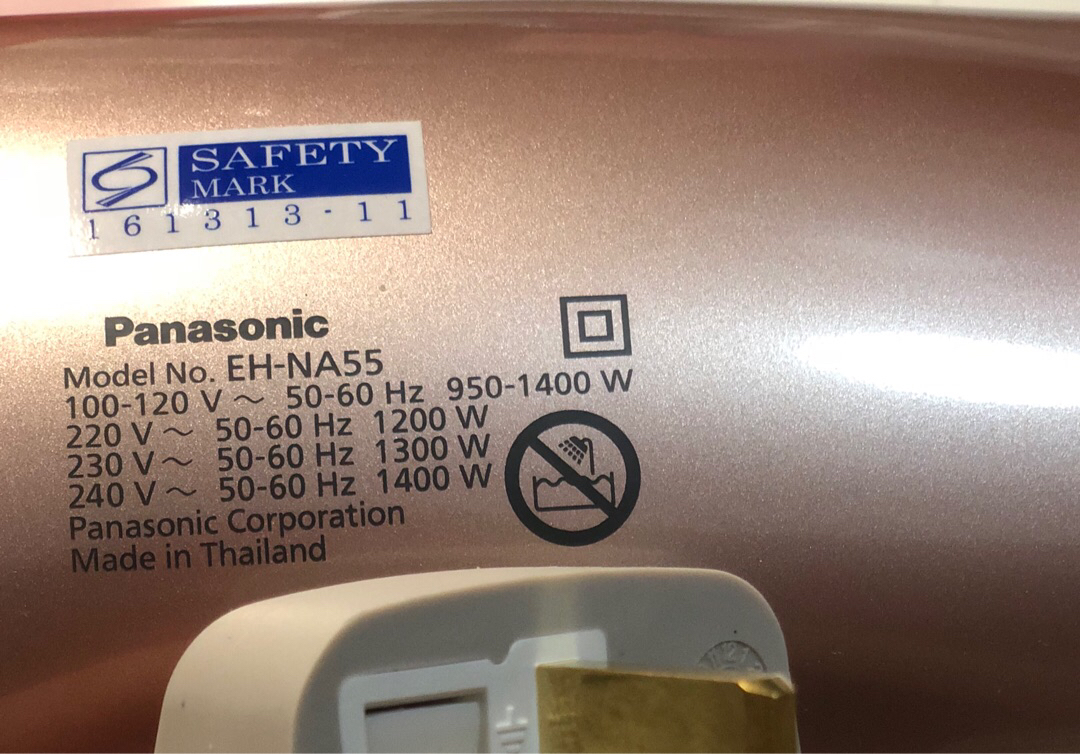 SAFETY
MARK
161313-11
Panasonic
Model No. EH-NA55
100-120 V ~ 50-60 Hz 950-1400 W
220 V ~ 50-60 Hz 1200 W
230 V ~ 50-60 Hz 1300 W
240 V ~ 50-60 Hz 1400 W
Panasonic Corporation
Made in Thailand